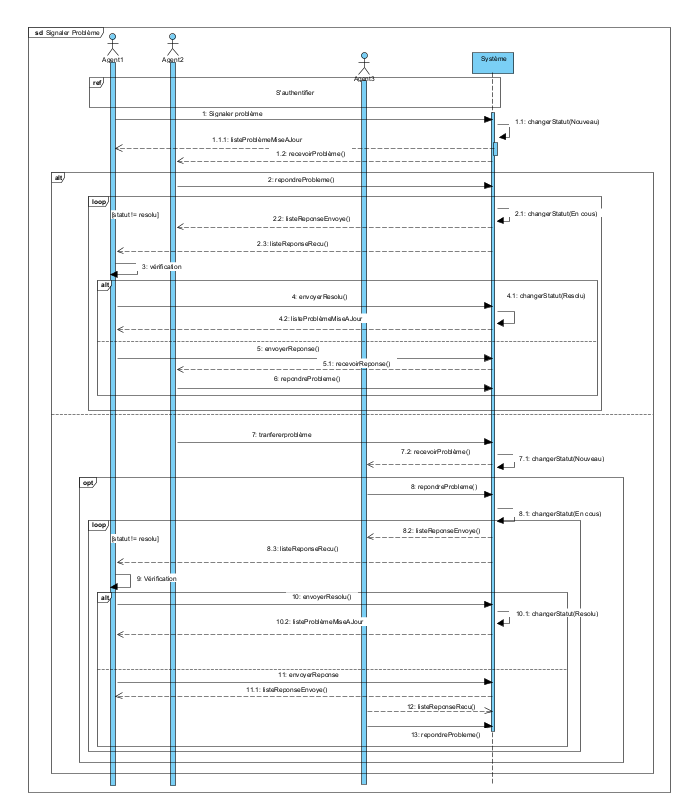 sd Signaler Problème
Agent1
Agent2
Agent3
Système
ref
S'authentifier
1: Signaler problème
1.1: changerStatut(Nouveau)
1.1.1: listeProblèmeMiseAJour
1.2: recevoirProblème()
alt
2: repondreProbleme()
loop
[statut != resolu]
2.1: changerStatut(En cous)
2.2: listeReponseEnvoye()
2.3: listeReponseRecu()
3: vérification
alt
4: envoyerResolu()
4.1: changerStatut(Resolu)
4.2: listeProblèmeMiseAJour
5: envoyerReponse()
5.1: recevoirReponse()
6: repondreProbleme()
7: tranfererproblème
7.2: recevoirProblème()
7.1: changerStatut(Nouveau)
opt
8: repondreProbleme()
8.1: changerStatut(En cous)
loop
[statut != resolu]
8.2: listeReponseEnvoye()
8.3: listeReponseRecu()
9: Vérification
alt
10: envoyerResolu()
10.1: changerStatut(Resolu)
10.2: listeProblèmeMiseAJour
11: envoyerReponse
11.1: listeReponseEnvoye()
12: listeReponseRecu()
13: repondreProbleme()